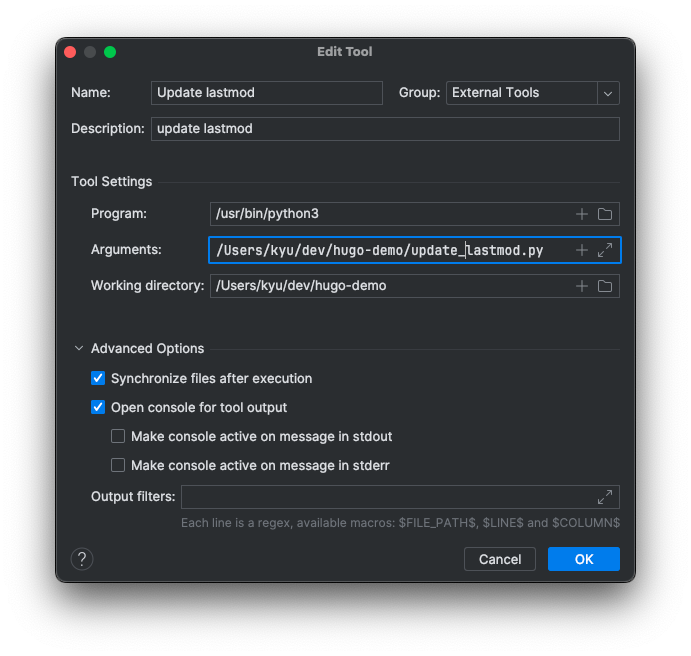 Edit Tool
Name: Update lastmod Group: External Tools
Description: update lastmod
Tool Settings
Program: /usr/bin/python3
Arguments: /Users/kyu/dev/hugo-demo/update_lastmod.py
Working directory: /Users/kyu/dev/hugo-demo
Advanced Options
Synchronize files after execution
Open console for tool output
Make console active on message in stdout
Make console active on message in stderr
Output filters:
Each line is a regex, available macros: $FILE_PATH$, $LINE$ and $COLUMN$
? Cancel OK